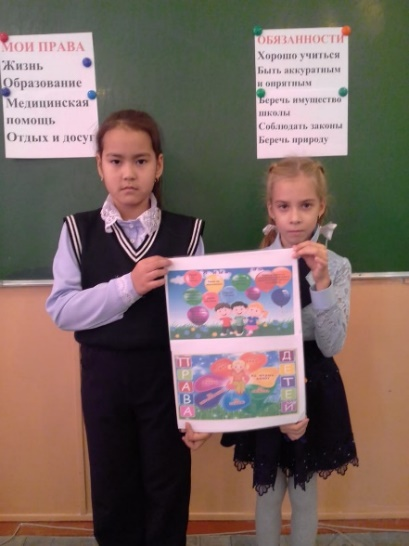 МОИ ПРАВА
Жизнь
Образование
Медицинская
помощь
Отдых и досуг
ОБЯЗАННОСТИ
Хорошо учиться
Быть аккуратным
и опрятным
Беречь имущество
школы
Соблюдать законы
Беречь природу
ПРАВА
ДЕТЕЙ